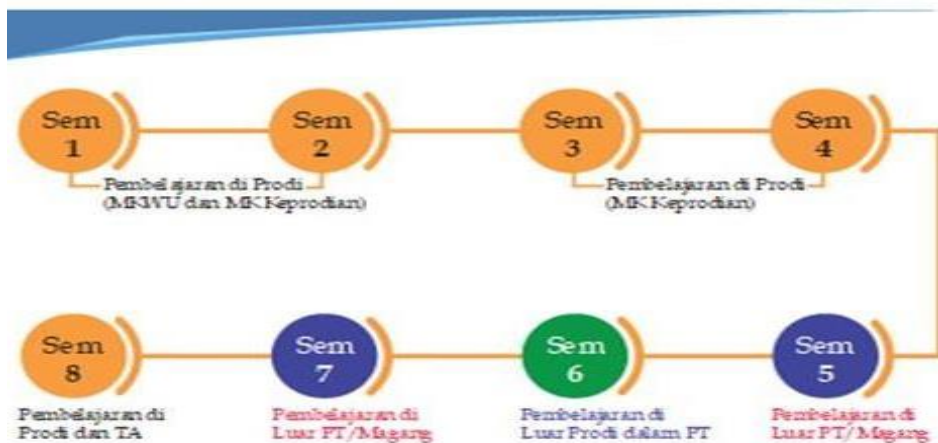 Sem
1
Sem
2
Sem
3
Sem
4
Pembelajaran di Prodi
(MKWU dan MK Keprodian)
Pembelajaran di Prodi
(MK Keprodian)
Sem
8
Sem
7
Sem
6
Sem
5
Pembelajaran di
Prodi dan TA
Pembelajaran di
Luar PT/Magang
Pembelajaran di
Luar Prodi dalam PT
Pembelajaran di
Luar PT/Magang